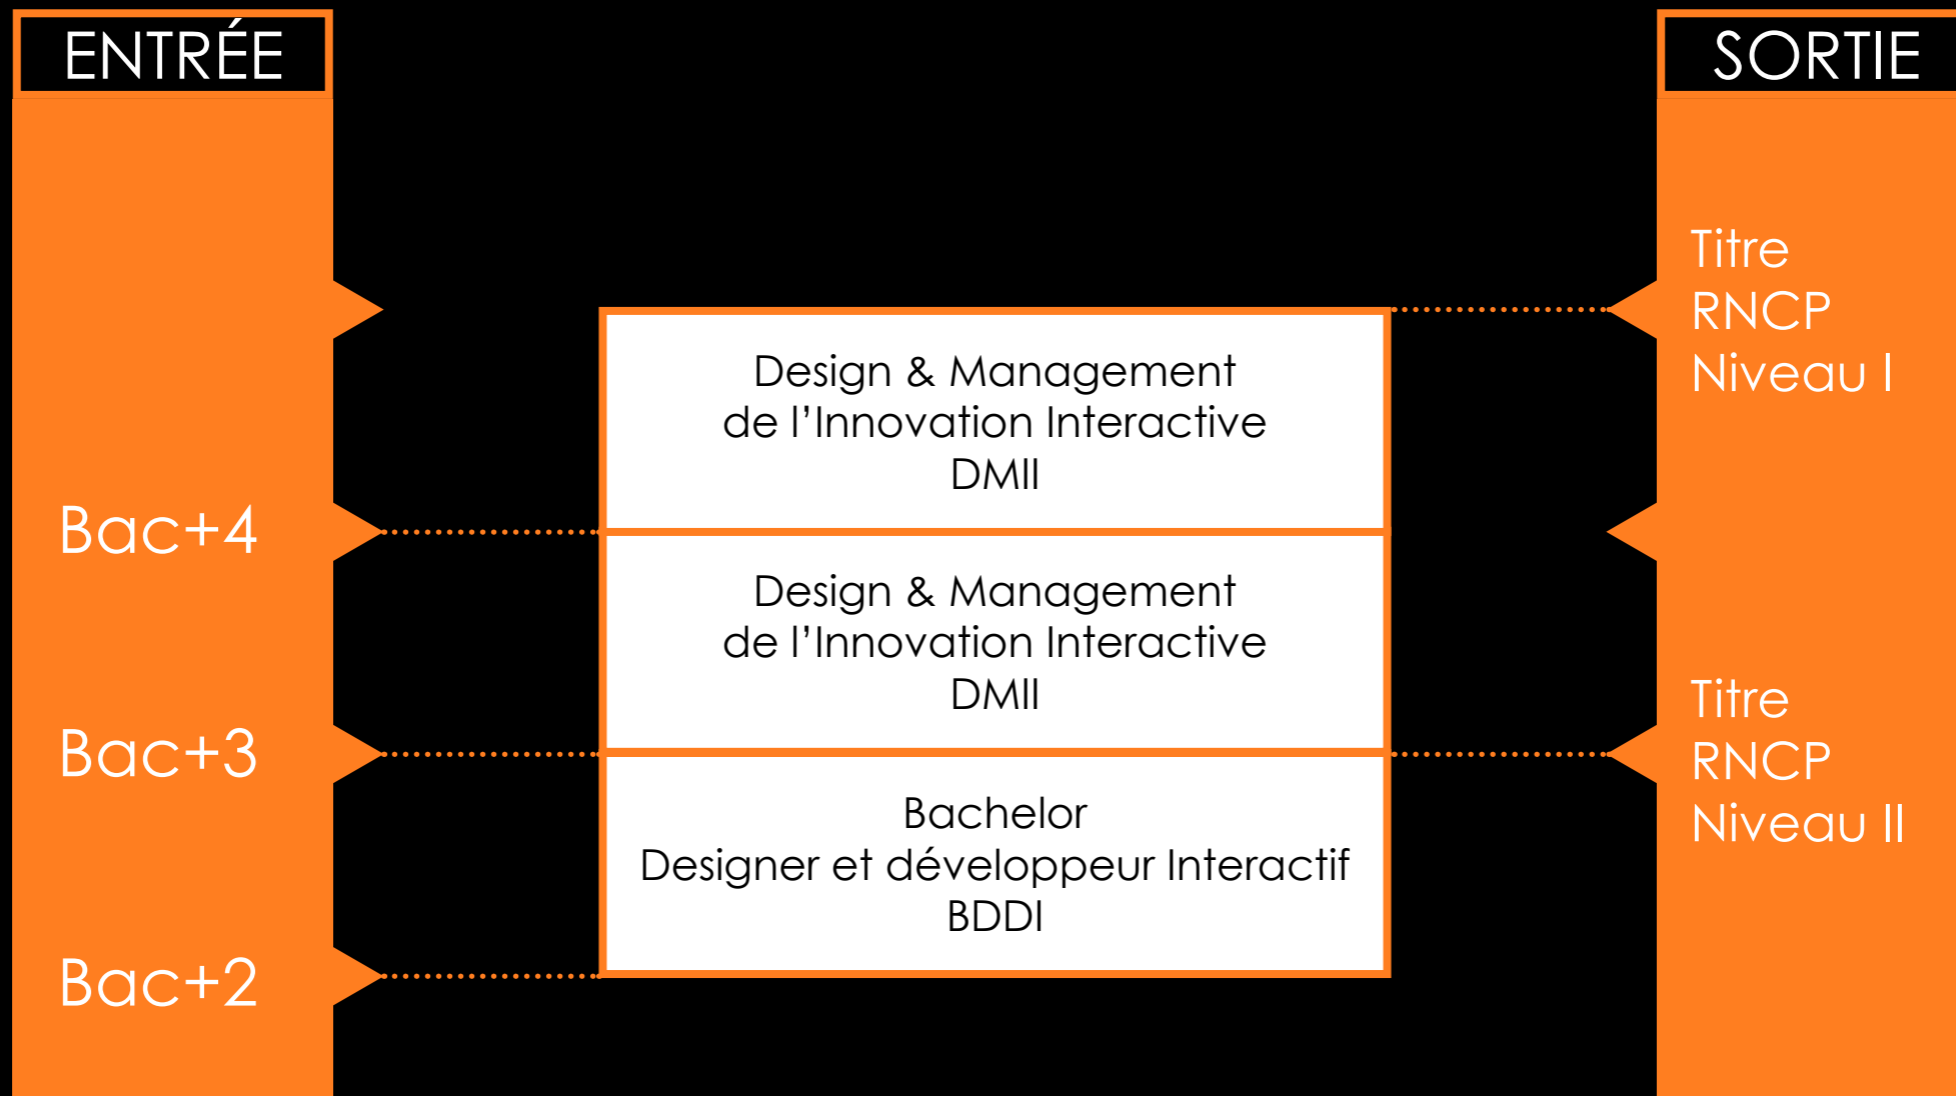 ENTRÉE
SORTIE
Titre
RNCP
Niveau I
Design & Management
de l’Innovation Interactive
DMII
Bac+4
Design & Management
de l’Innovation Interactive
DMII
Bac+3
Titre
RNCP
Niveau II
Bachelor
Designer et développeur Interactif
BDDI
Bac+2